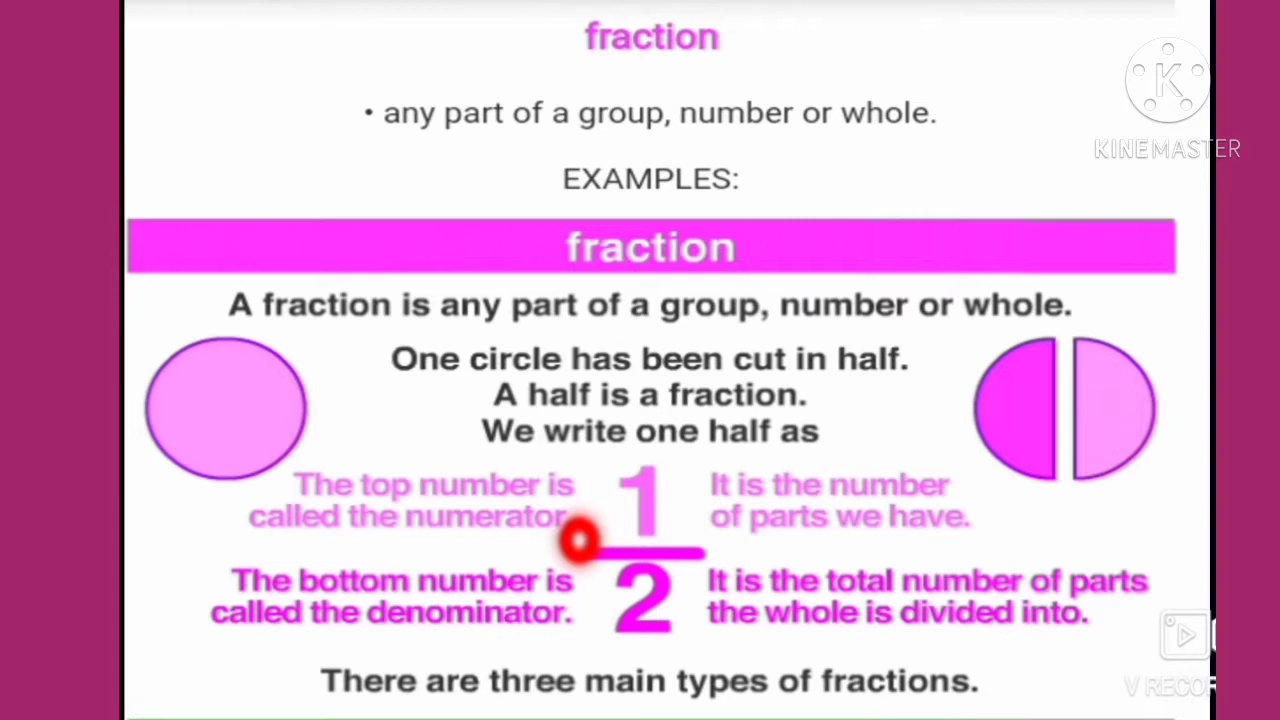 fraction
• any part of a group, number or whole.
KINEMASTER
EXAMPLES:
fraction
A fraction is any part of a group, number or whole.
One circle has been cut in half.
A half is a fraction.
We write one half as
The top number is
called the numerator.
1
2
It is the number
of parts we have.
The bottom number is
called the denominator.
It is the total number of parts
the whole is divided into.
There are three main types of fractions.